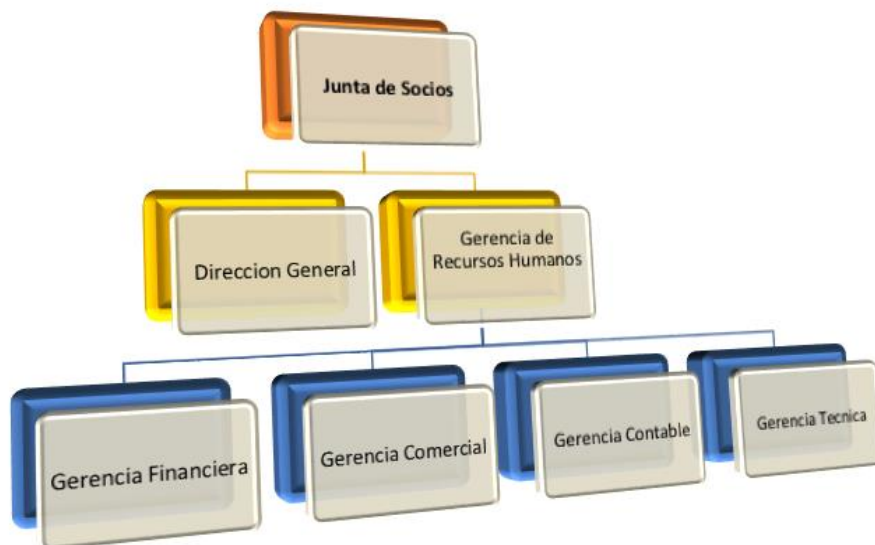 Junta de Socios
Direccion General
Gerencia de
Recursos Humanos
Gerencia Financiera
Gerencia Comercial
Gerencia Contable
Gerencia Tecnica